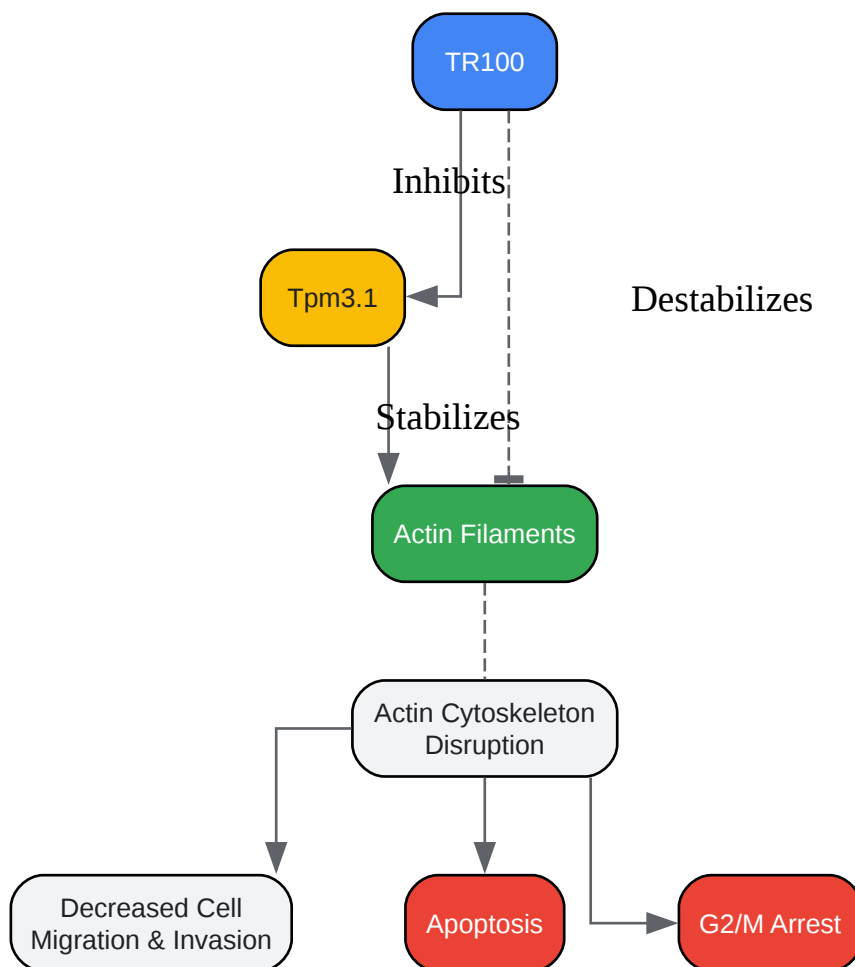 TR100
Inhibits
Tpm3.1
Destabilizes
Stabilizes
Actin Filaments
Actin Cytoskeleton
Disruption
Decreased Cell
Migration & Invasion
Apoptosis
G2/M Arrest